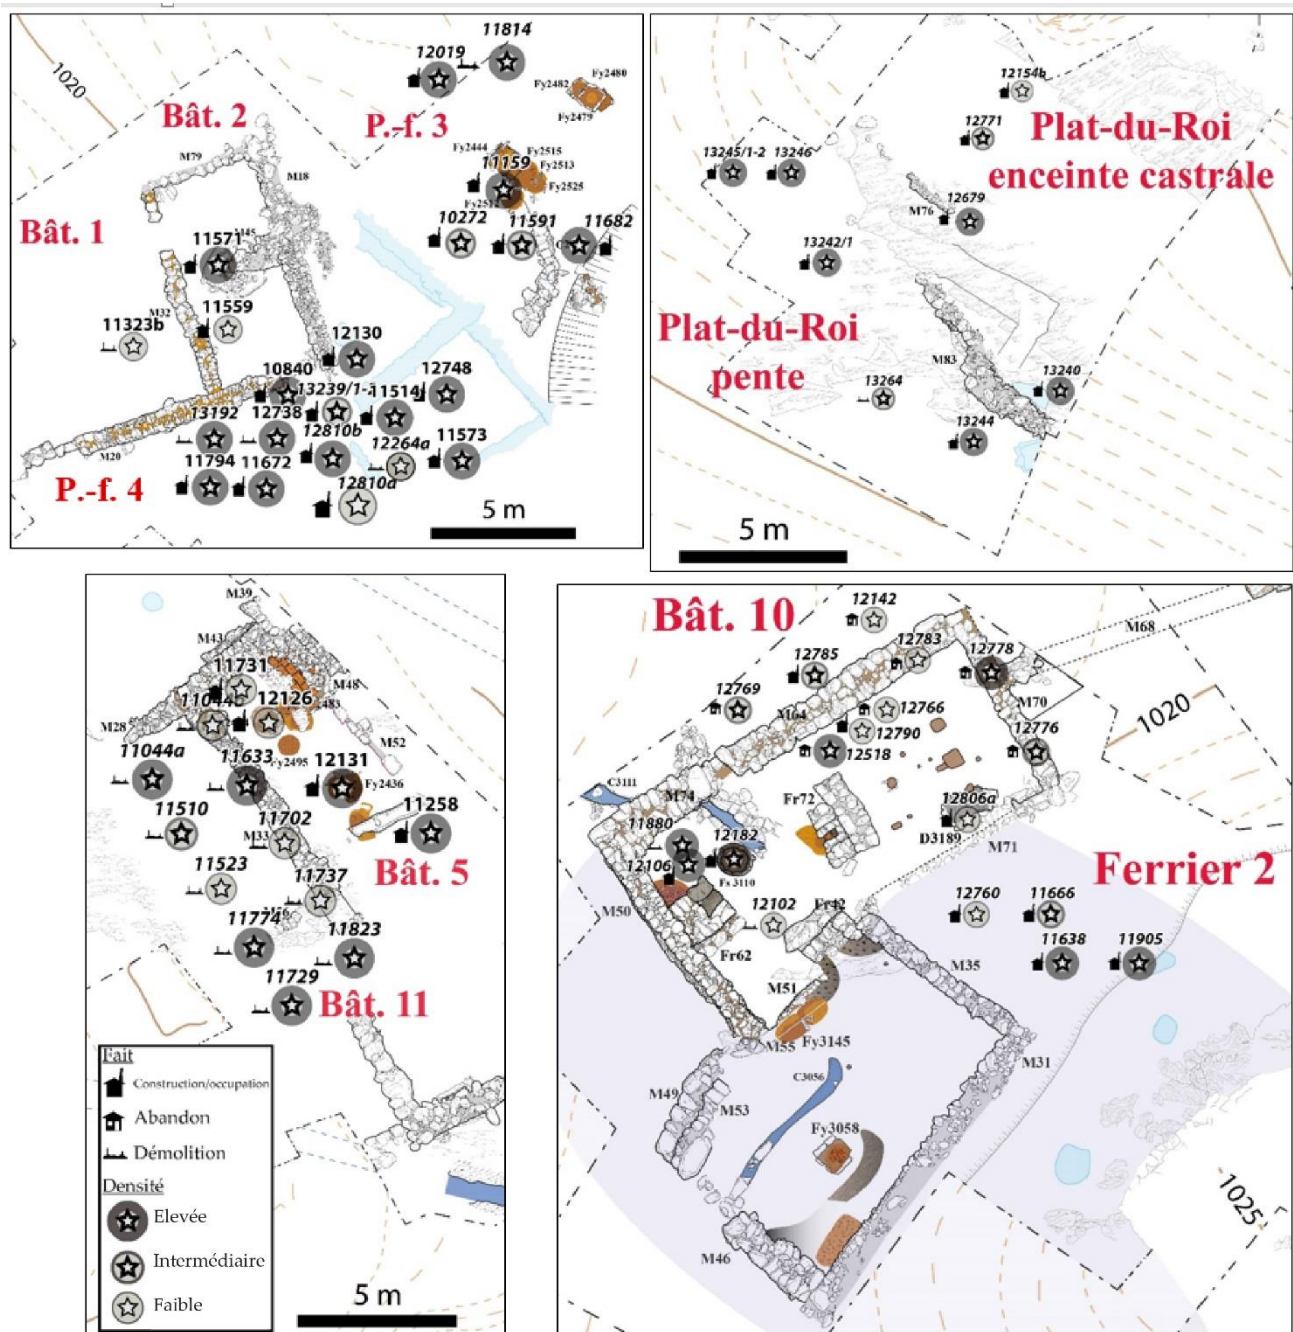 1020
Bât. 2
12019
11814
Fy2480
Fy2482
Fy2479
P.-f. 3
M79
M18
Fy2444
Fy2515
11159
Fy2513
Fy2525
Bât. 1
10272
11591
11682
11571
M32
11559
11323b
12130
10840
12748
11514
13192
12738
12810b
12264a
11573
M20
11794
11672
12810a
P.-f. 4
5 m
12154b
12771
Plat-du-Roi
enceinte castrale
13245/1-2
13246
M76
12679
13242/1
Plat-du-Roi
pente
M83
13264
13240
13244
5 m
M39
M43
11731
M48
12126
M28
M52
11044a
11633
Fy2495
12131
Fy2436
11510
11702
M33
11258
11523
11737
Bât. 5
11774
11823
11729
Bât. 11
Fait
Construction/occupation
Abandon
Démolition
Densité
Elevée
Intermédiaire
Faible
5 m
Bât. 10
12142
12783
M68
12785
12778
12769
M64
12766
12790
M70
12518
12776
1020
C3111
M74
Fr72
11880
12182
12806a
12106
Fs 3110
D3189
M71
Ferrier 2
M50
12102
Fr42
12760
11666
Fr62
11638
11905
M35
M51
M55
Fy3145
M31
C3056
M49
M53
Fy3058
M46
1025